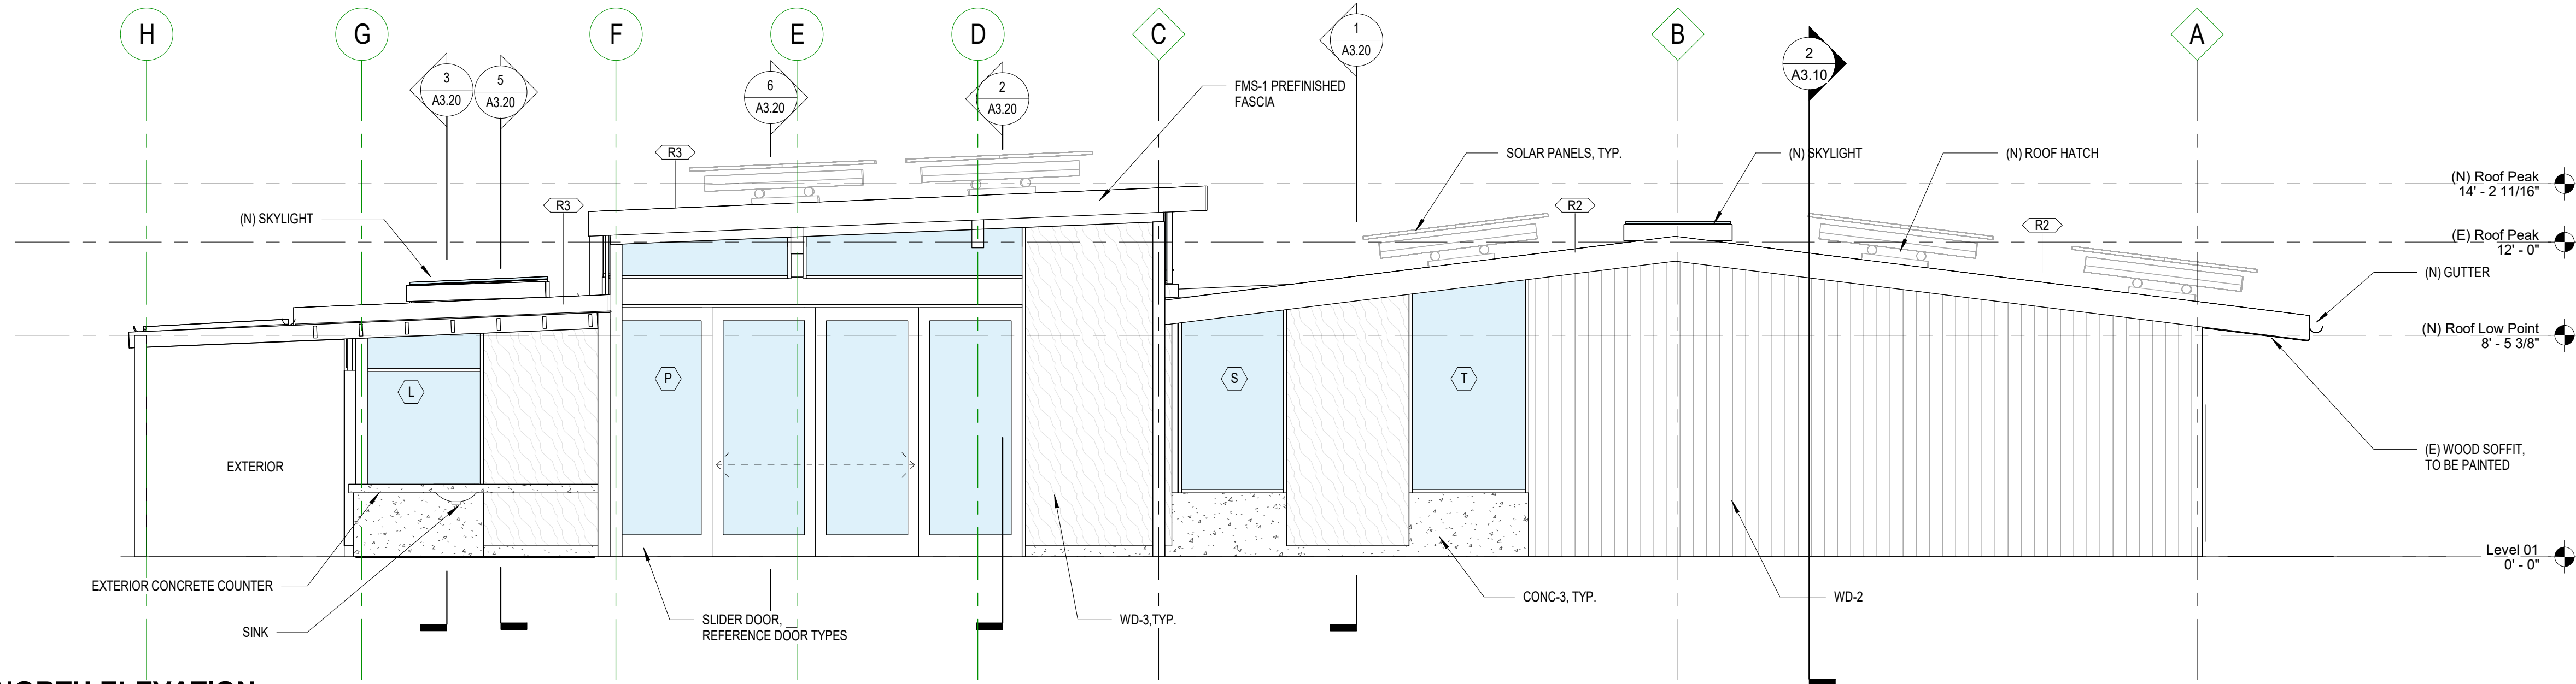 H
G
F
E
D
C
B
A
3
A3.20
5
A3.20
6
A3.20
2
A3.20
1
A3.20
2
A3.10
FMS-1 PREFINISHED
FASCIA
R3
SOLAR PANELS, TYP.
(N) SKYLIGHT
(N) ROOF HATCH
(N) Roof Peak
14' - 2 11/16"
R3
R2
(N) SKYLIGHT
R2
(E) Roof Peak
12' - 0"
(N) GUTTER
(N) Roof Low Point
8' - 5 3/8"
L
P
S
T
EXTERIOR
(E) WOOD SOFFIT,
TO BE PAINTED
Level 01
0' - 0"
EXTERIOR CONCRETE COUNTER
CONC-3, TYP.
WD-2
SLIDER DOOR,
REFERENCE DOOR TYPES
WD-3,TYP.
SINK
NORTH ELEVATION